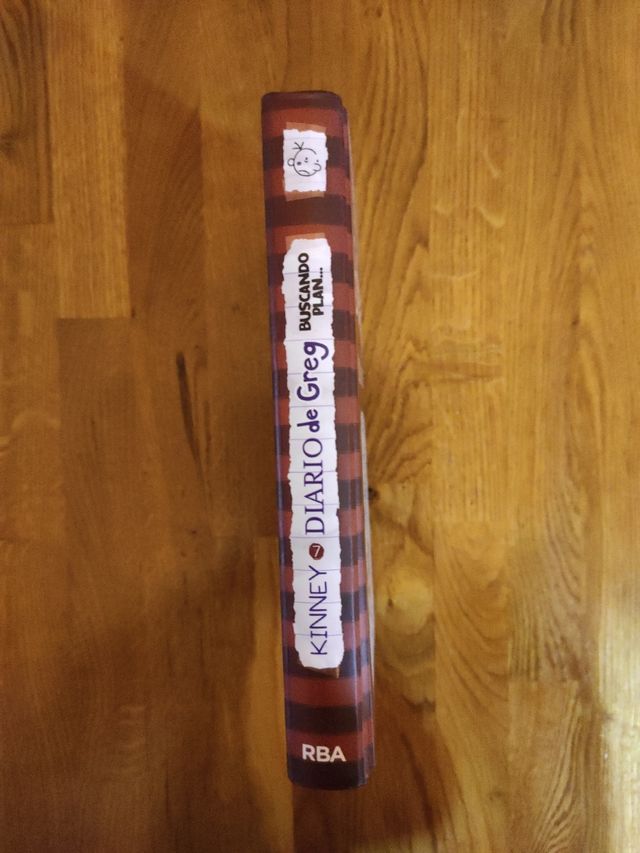 KINNEY 7 DIARIO de Greg
BUSCANDO
PLAN...
RBA